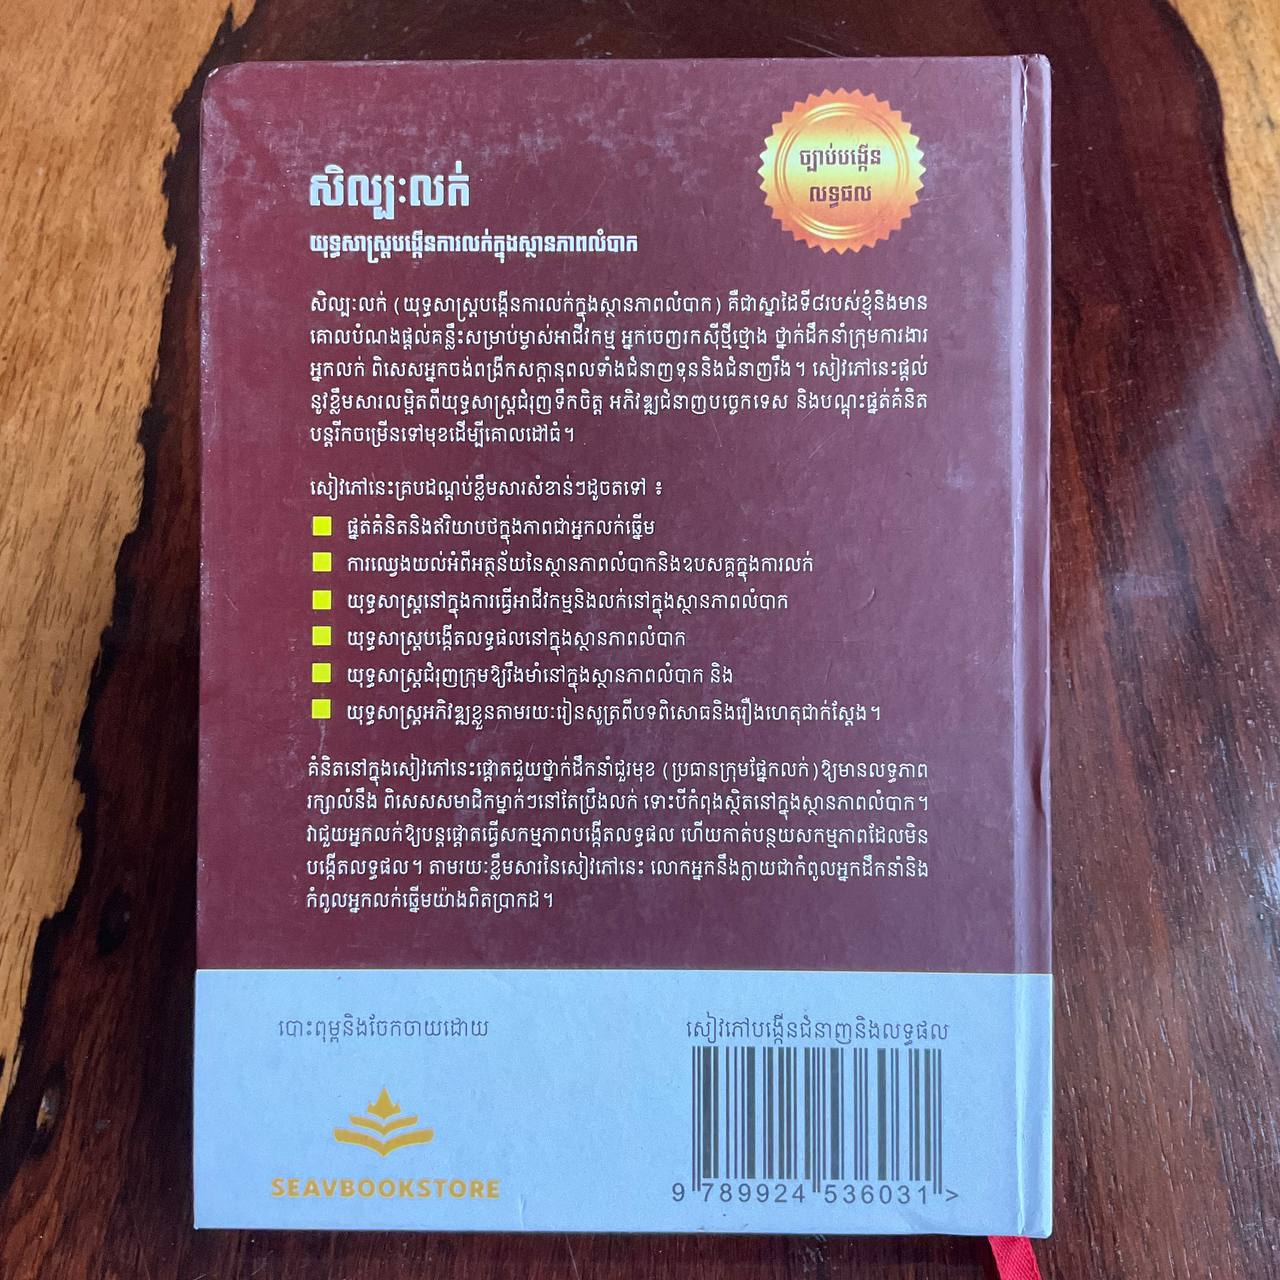 ច្បាប់បង្កើន
លទ្ធផល
សិល្បៈលក់
យុទ្ធសាស្ត្របង្កើនការលក់ក្នុងស្ថានភាពលំបាក
សិល្បៈលក់ (យុទ្ធសាស្ត្របង្កើនការលក់ក្នុងស្ថានភាពលំបាក) គឺជាស្នាដៃទី៨របស់ខ្ញុំនិងមាន
គោលបំណងផ្តល់គន្លឹះសម្រាប់ម្ចាស់អាជីវកម្ម អ្នកចេញរកស៊ីថ្មីថ្មោង ថ្នាក់ដឹកនាំក្រុមការងារ
អ្នកលក់ ពិសេសអ្នកចង់ពង្រីកសក្តានុពលទាំងជំនាញទុននិងជំនាញរឹង។ សៀវភៅនេះផ្តល់
នូវខ្លឹមសារលម្អិតពីយុទ្ធសាស្ត្រជំរុញទឹកចិត្ត អភិវឌ្ឍជំនាញបច្ចេកទេស និងបណ្តុះផ្នត់គំនិត
បន្តរីកចម្រើនទៅមុខដើម្បីគោលដៅធំ។
សៀវភៅនេះគ្របដណ្តប់ខ្លឹមសារសំខាន់ៗដូចតទៅ ៖
ផ្នត់គំនិតនិងឥរិយាបថក្នុងភាពជាអ្នកលក់ឆ្នើម
ការឈ្វេងយល់អំពីអត្ថន័យនៃស្ថានភាពលំបាកនិងឧបសគ្គក្នុងការលក់
យុទ្ធសាស្ត្រនៅក្នុងការធ្វើអាជីវកម្មនិងលក់នៅក្នុងស្ថានភាពលំបាក
យុទ្ធសាស្ត្របង្កើតលទ្ធផលនៅក្នុងស្ថានភាពលំបាក
យុទ្ធសាស្ត្រជំរុញក្រុមឱ្យរឹងមាំនៅក្នុងស្ថានភាពលំបាក និង
យុទ្ធសាស្ត្រអភិវឌ្ឍខ្លួនតាមរយៈរៀនសូត្រពីបទពិសោធនិងរឿងហេតុជាក់ស្តែង។
គំនិតនៅក្នុងសៀវភៅនេះផ្តោតជួយថ្នាក់ដឹកនាំជួរមុខ (ប្រធានក្រុមផ្នែកលក់)ឱ្យមានលទ្ធភាព
រក្សាលំនឹង ពិសេសសមាជិកម្នាក់ៗនៅតែប្រឹងលក់ ទោះបីកំពុងស្ថិតនៅក្នុងស្ថានភាពលំបាក។
វាជួយអ្នកលក់ឱ្យបន្តផ្តោតធ្វើសកម្មភាពបង្កើតលទ្ធផល ហើយកាត់បន្ថយសកម្មភាពដែលមិន
បង្កើតលទ្ធផល។ តាមរយៈខ្លឹមសារនៃសៀវភៅនេះ លោកអ្នកនឹងក្លាយជាកំពូលអ្នកដឹកនាំនិង
កំពូលអ្នកលក់ឆ្នើមយ៉ាងពិតប្រាកដ។
បោះពុម្ពនិងចែកចាយដោយ
SEAVBOOKSTORE
សៀវភៅបង្កើនជំនាញនិងលទ្ធផល
9 789924 536031 >